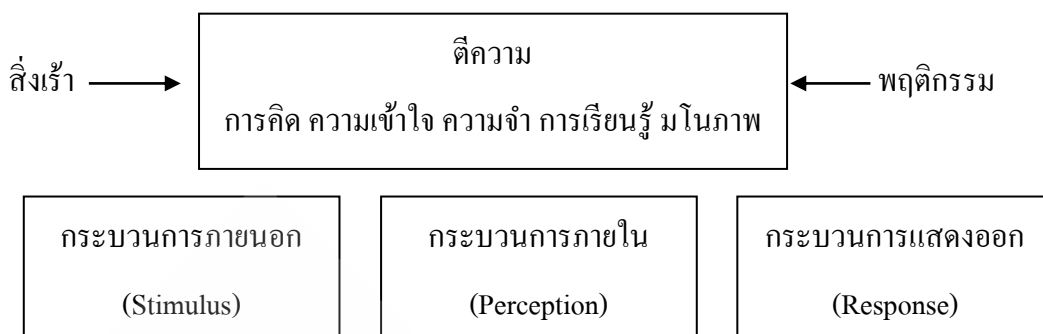 ตีความ
สิ่งเร้า
พฤติกรรม
การคิด ความเข้าใจ ความจำ การเรียนรู้ มโนภาพ
กระบวนการภายนอก
(Stimulus)
กระบวนการภายใน
(Perception)
กระบวนการแสดงออก
(Response)